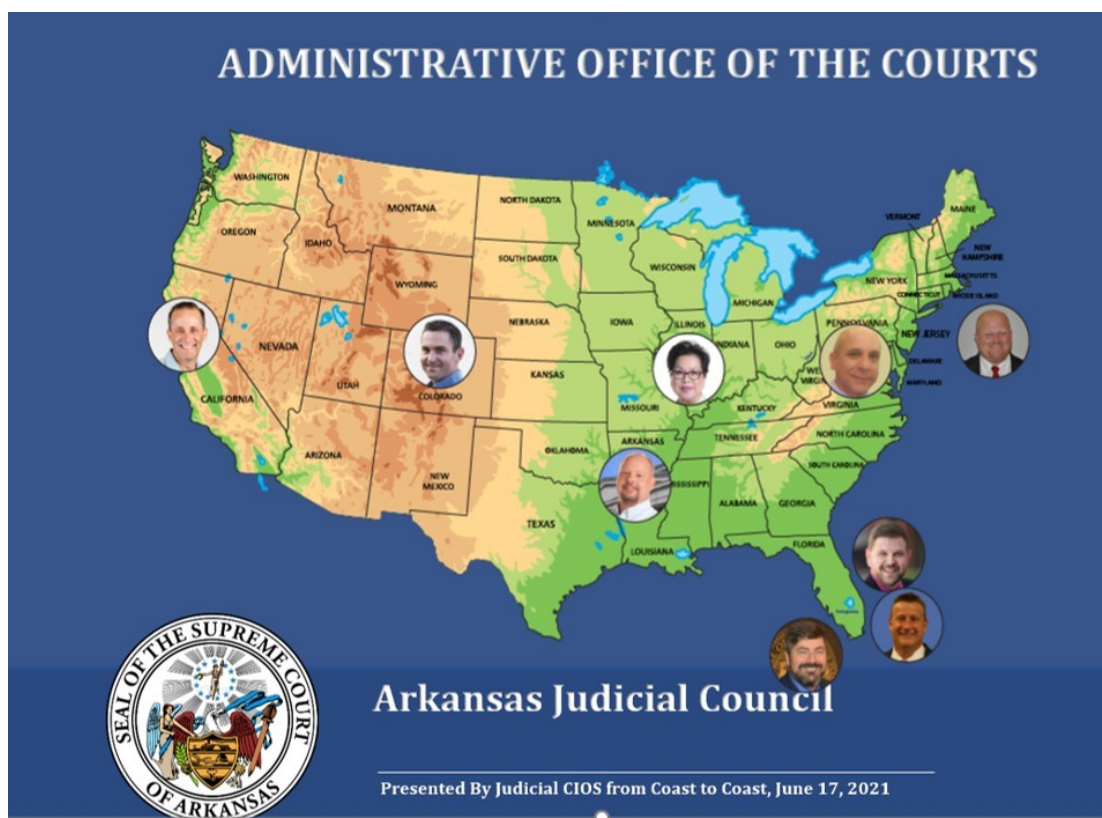 ADMINISTRATIVE OFFICE OF THE COURTS
WASHINGTON
MONTANA
NORTH DAKOTA
MINNESOTA
MAINE
VERMONT
OREGON
IDAHO
SOUTH DAKOTA
WISCONSIN
NEW HAMPSHIRE
WYOMING
MICHIGAN
NEW YORK
MASSACHUSETTS
CONNECTICUT
RHODE ISLAND
NEBRASKA
IOWA
ILLINOIS
INDIANA
OHIO
PENNSYLVANIA
NEW JERSEY
NEVADA
UTAH
COLORADO
KANSAS
MISSOURI
KENTUCKY
VIRGINIA
DELAWARE
MARYLAND
CALIFORNIA
ARIZONA
NEW MEXICO
OKLAHOMA
ARKANSAS
TENNESSEE
NORTH CAROLINA
SOUTH CAROLINA
TEXAS
LOUISIANA
ALABAMA
GEORGIA
FLORIDA
SEAL OF THE SUPREME COURT
OF ARKANSAS
Arkansas Judicial Council
Presented By Judicial CIOS from Coast to Coast, June 17, 2021